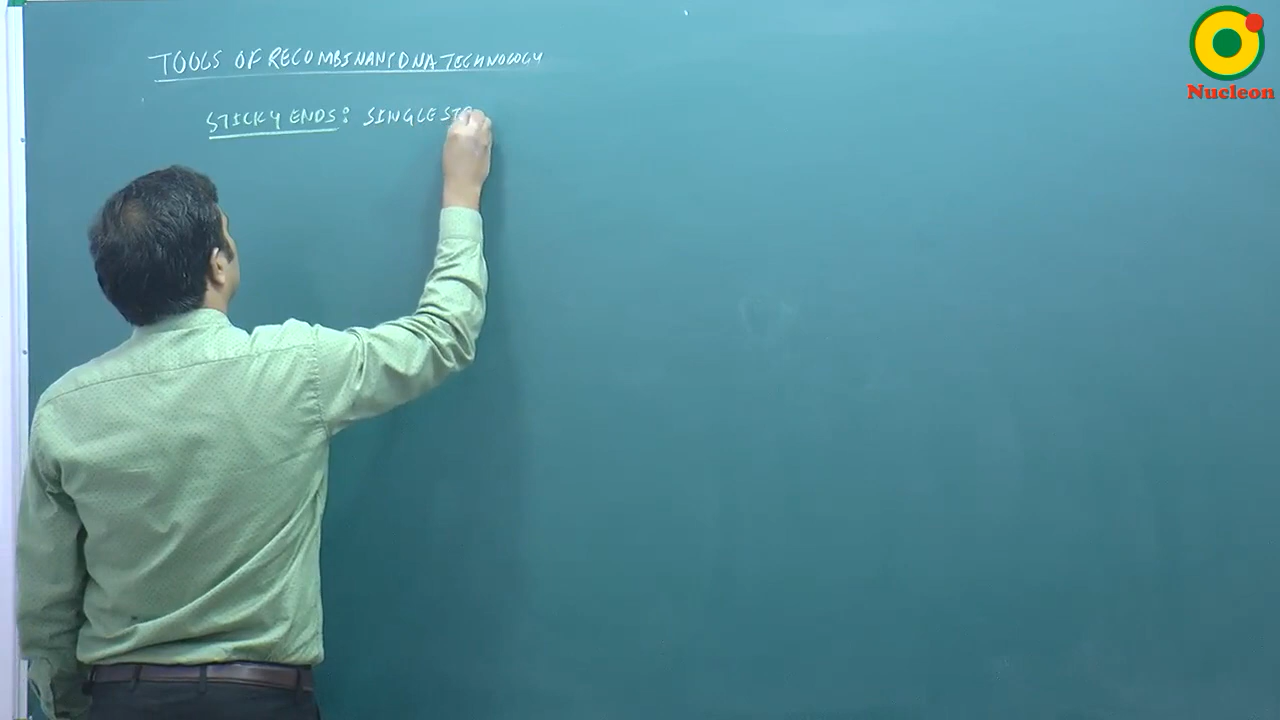 TOOLS OF RECOMBINANT DNA TECHNOLOGY
STICKY ENDS: SINGLE
Nucleon